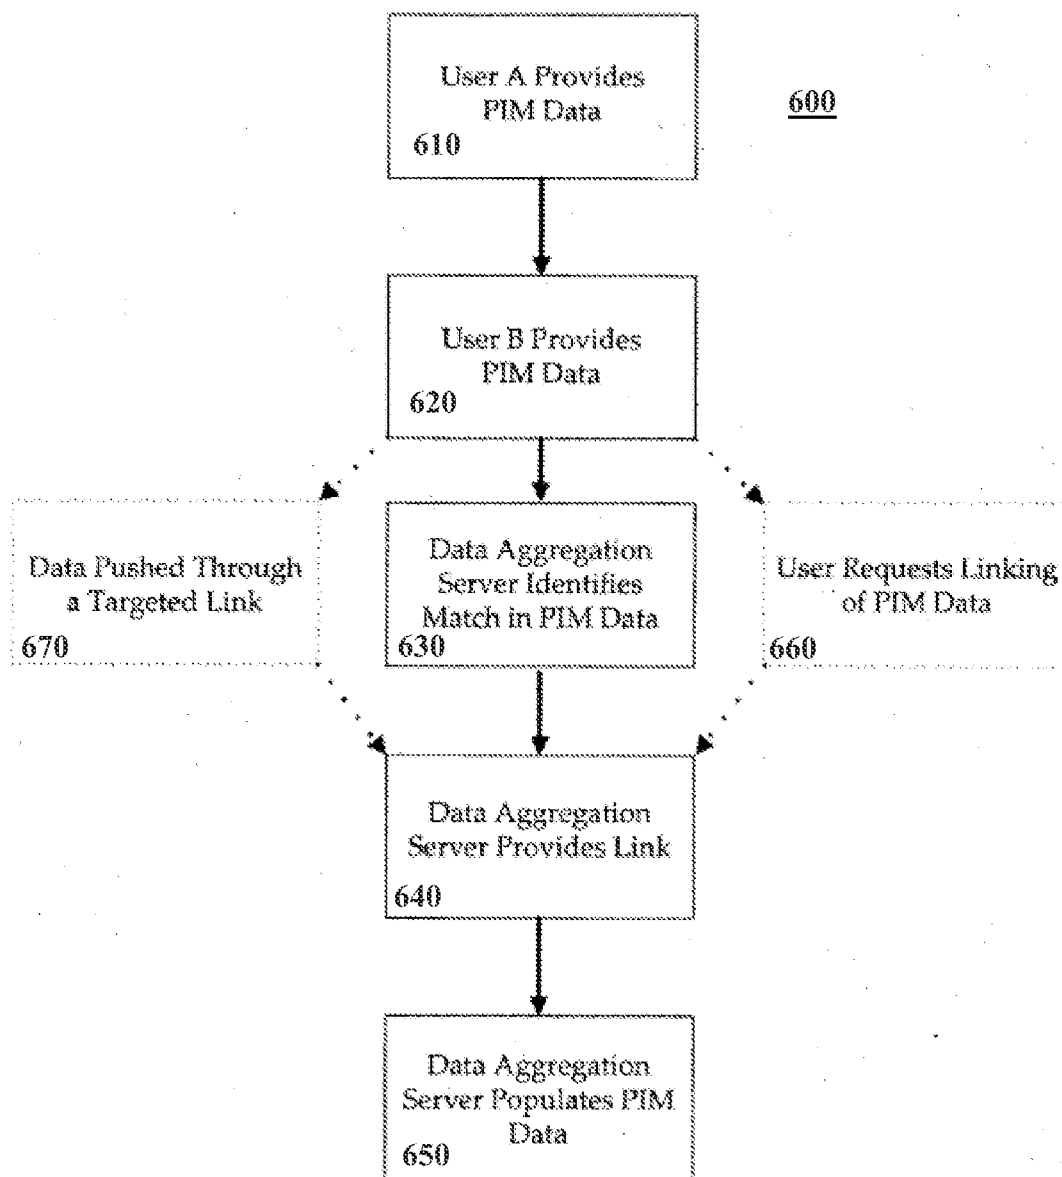 User A Provides
PIM Data
610
600
User B Provides
PIM Data
620
Data Pushed Through
a Targeted Link
670
Data Aggregation
Server Identifies
Match in PIM Data
630
User Requests Linking
of PIM Data
660
Data Aggregation
Server Provides Link
640
Data Aggregation
Server Populates PIM
Data
650